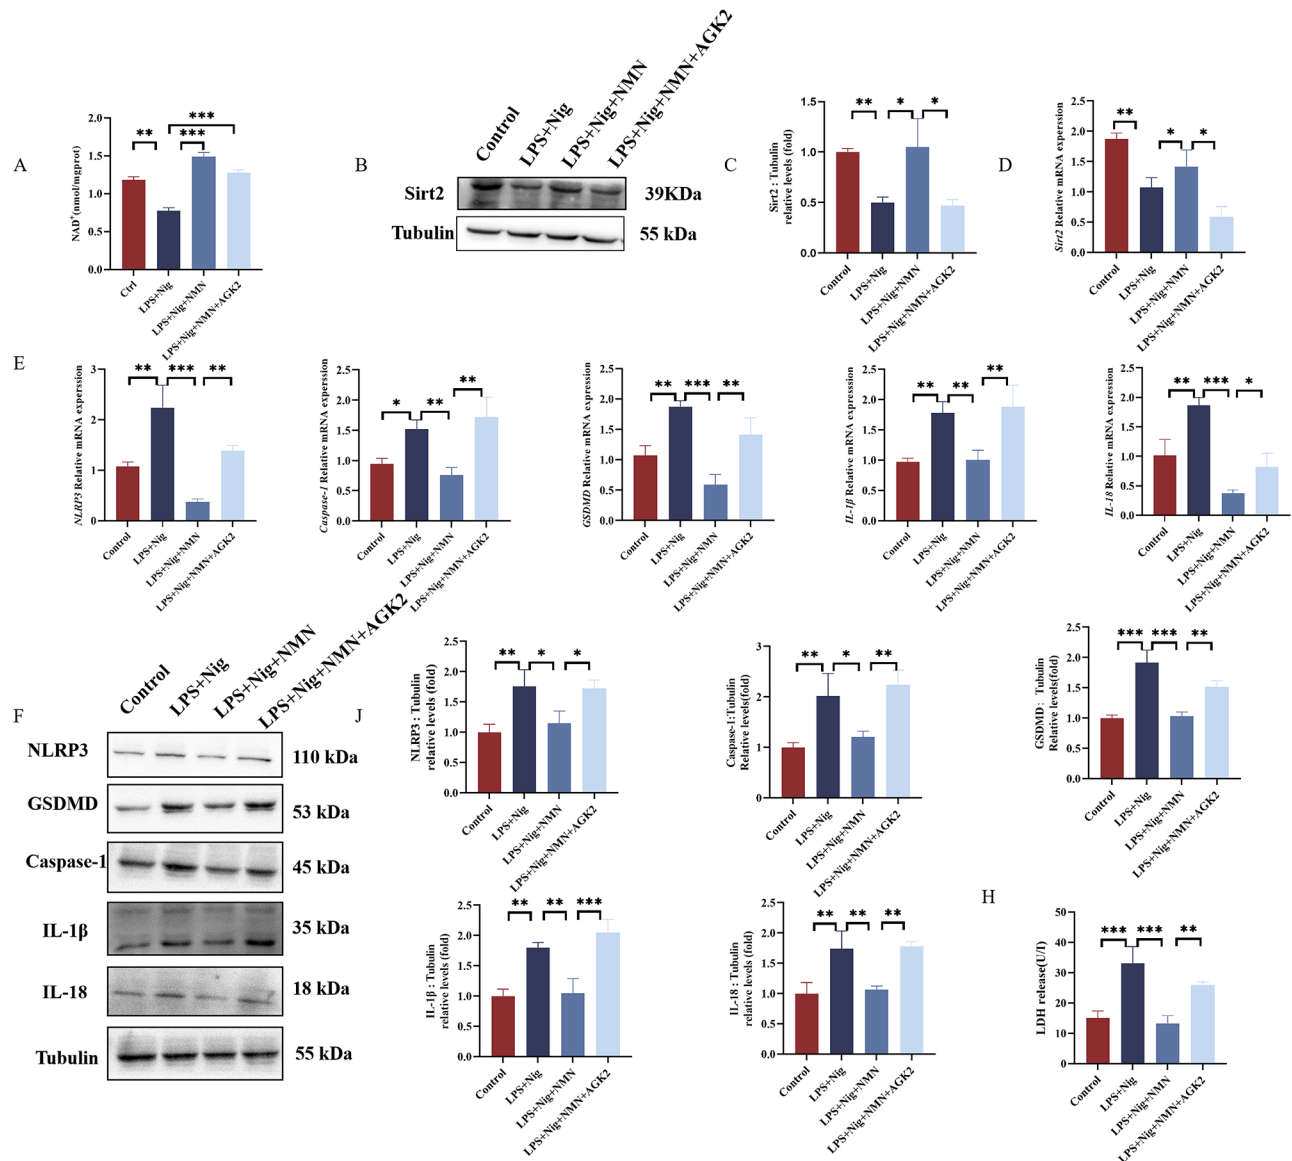 A
NAD+(nmol/mgprot)
2.0
1.5
1.0
0.5
0.0
** *** ***
Ctrl
LPS+Nig
LPS+Nig+NMN
LPS+Nig+NMN+AGK2
B
Control
LPS+Nig
LPS+Nig+NMN
LPS+Nig+NMN+AGK2
Sirt2 39KDa
Tubulin 55 kDa
C
Sirt2 : Tubulin
relative levels (fold)
1.5
1.0
0.5
0.0
** * *
Control
LPS+Nig
LPS+Nig+NMN
LPS+Nig+NMN+AGK2
D
Sirt2 Relative mRNA experssion
2.5
2.0
1.5
1.0
0.5
0.0
** * *
Control
LPS+Nig
LPS+Nig+NMN
LPS+Nig+NMN+AGK2
E
NLRP3 Relative mRNA experssion
3
2
1
0
** *** **
Control
LPS+Nig
LPS+Nig+NMN
LPS+Nig+NMN+AGK2
Caspase-1 Relative mRNA experssion
2.5
2.0
1.5
1.0
0.5
0.0
* ** **
Control
LPS+Nig
LPS+Nig+NMN
LPS+Nig+NMN+AGK2
GSDMD Relative mRNA experssion
2.5
2.0
1.5
1.0
0.5
0.0
** *** **
Control
LPS+Nig
LPS+Nig+NMN
LPS+Nig+NMN+AGK2
IL-1β Relative mRNA experssion
2.5
2.0
1.5
1.0
0.5
0.0
** ** **
Control
LPS+Nig
LPS+Nig+NMN
LPS+Nig+NMN+AGK2
IL-18 Relative mRNA experssion
2.5
2.0
1.5
1.0
0.5
0.0
** *** *
Control
LPS+Nig
LPS+Nig+NMN
LPS+Nig+NMN+AGK2
F
Control
LPS+Nig
LPS+Nig+NMN
LPS+Nig+NMN+AGK2
NLRP3 110 kDa
GSDMD 53 kDa
Caspase-1 45 kDa
IL-1β 35 kDa
IL-18 18 kDa
Tubulin 55 kDa
J
NLRP3 : Tubulin
relative levels (fold)
2.5
2.0
1.5
1.0
0.5
0.0
** * *
Control
LPS+Nig
LPS+Nig+NMN
LPS+Nig+NMN+AGK2
Caspase-1:Tubulin
Relative levels(fold)
3
2
1
0
** * **
Control
LPS+Nig
LPS+Nig+NMN
LPS+Nig+NMN+AGK2
GSDMD : Tubulin
Relative levels(fold)
2.5
2.0
1.5
1.0
0.5
0.0
*** *** **
Control
LPS+Nig
LPS+Nig+NMN
LPS+Nig+NMN+AGK2
IL-1β : Tubulin
relative levels (fold)
2.5
2.0
1.5
1.0
0.5
0.0
** ** ***
Control
LPS+Nig
LPS+Nig+NMN
LPS+Nig+NMN+AGK2
IL-18 : Tubulin
relative levels (fold)
2.5
2.0
1.5
1.0
0.5
0.0
** ** **
Control
LPS+Nig
LPS+Nig+NMN
LPS+Nig+NMN+AGK2
H
LDH release(U/l)
50
40
30
20
10
0
*** *** **
Control
LPS+Nig
LPS+Nig+NMN
LPS+Nig+NMN+AGK2